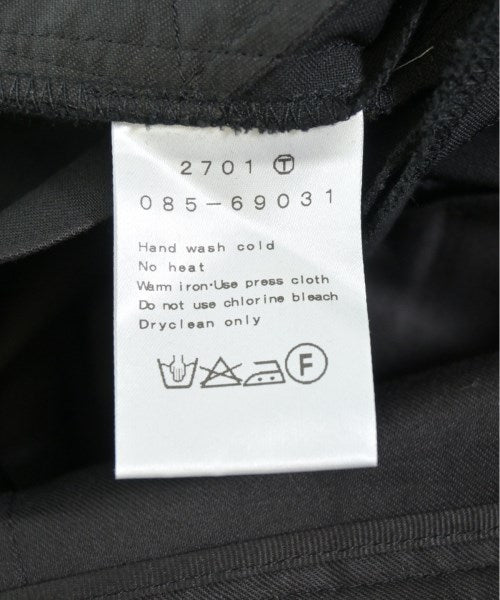 2701 Ⓣ
085-69031
Hand wash cold
No heat
Warm iron·Use press cloth
Do not use chlorine bleach
Dryclean only
F